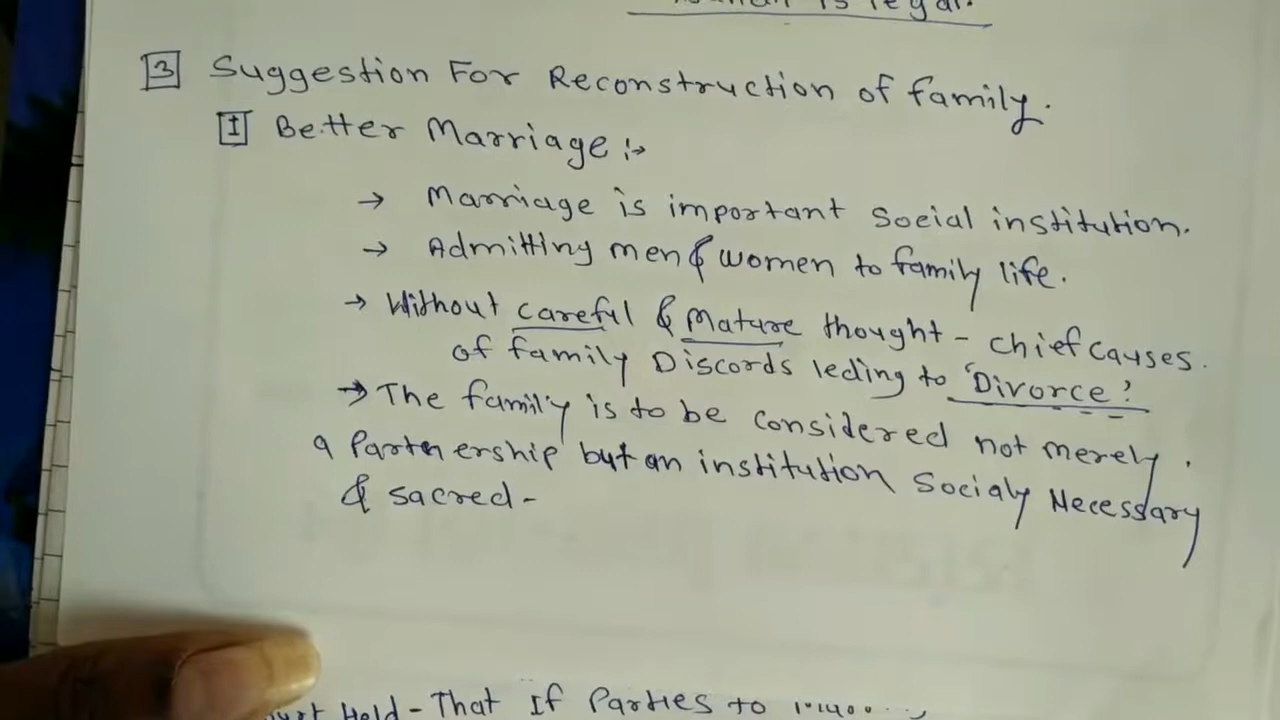 is legal.
3 Suggestion For Reconstruction of family.
I Better Marriage :→
→ Marriage is important Social institution.
→ Admitting men & women to family life.
→ Without careful & Mature thought - chief causes.
of family Discords leding to 'Divorce'
→ The family is to be considered not merely.
a Partnership but an institution Socialy Necessary
& sacred -
Held - That If Parties to